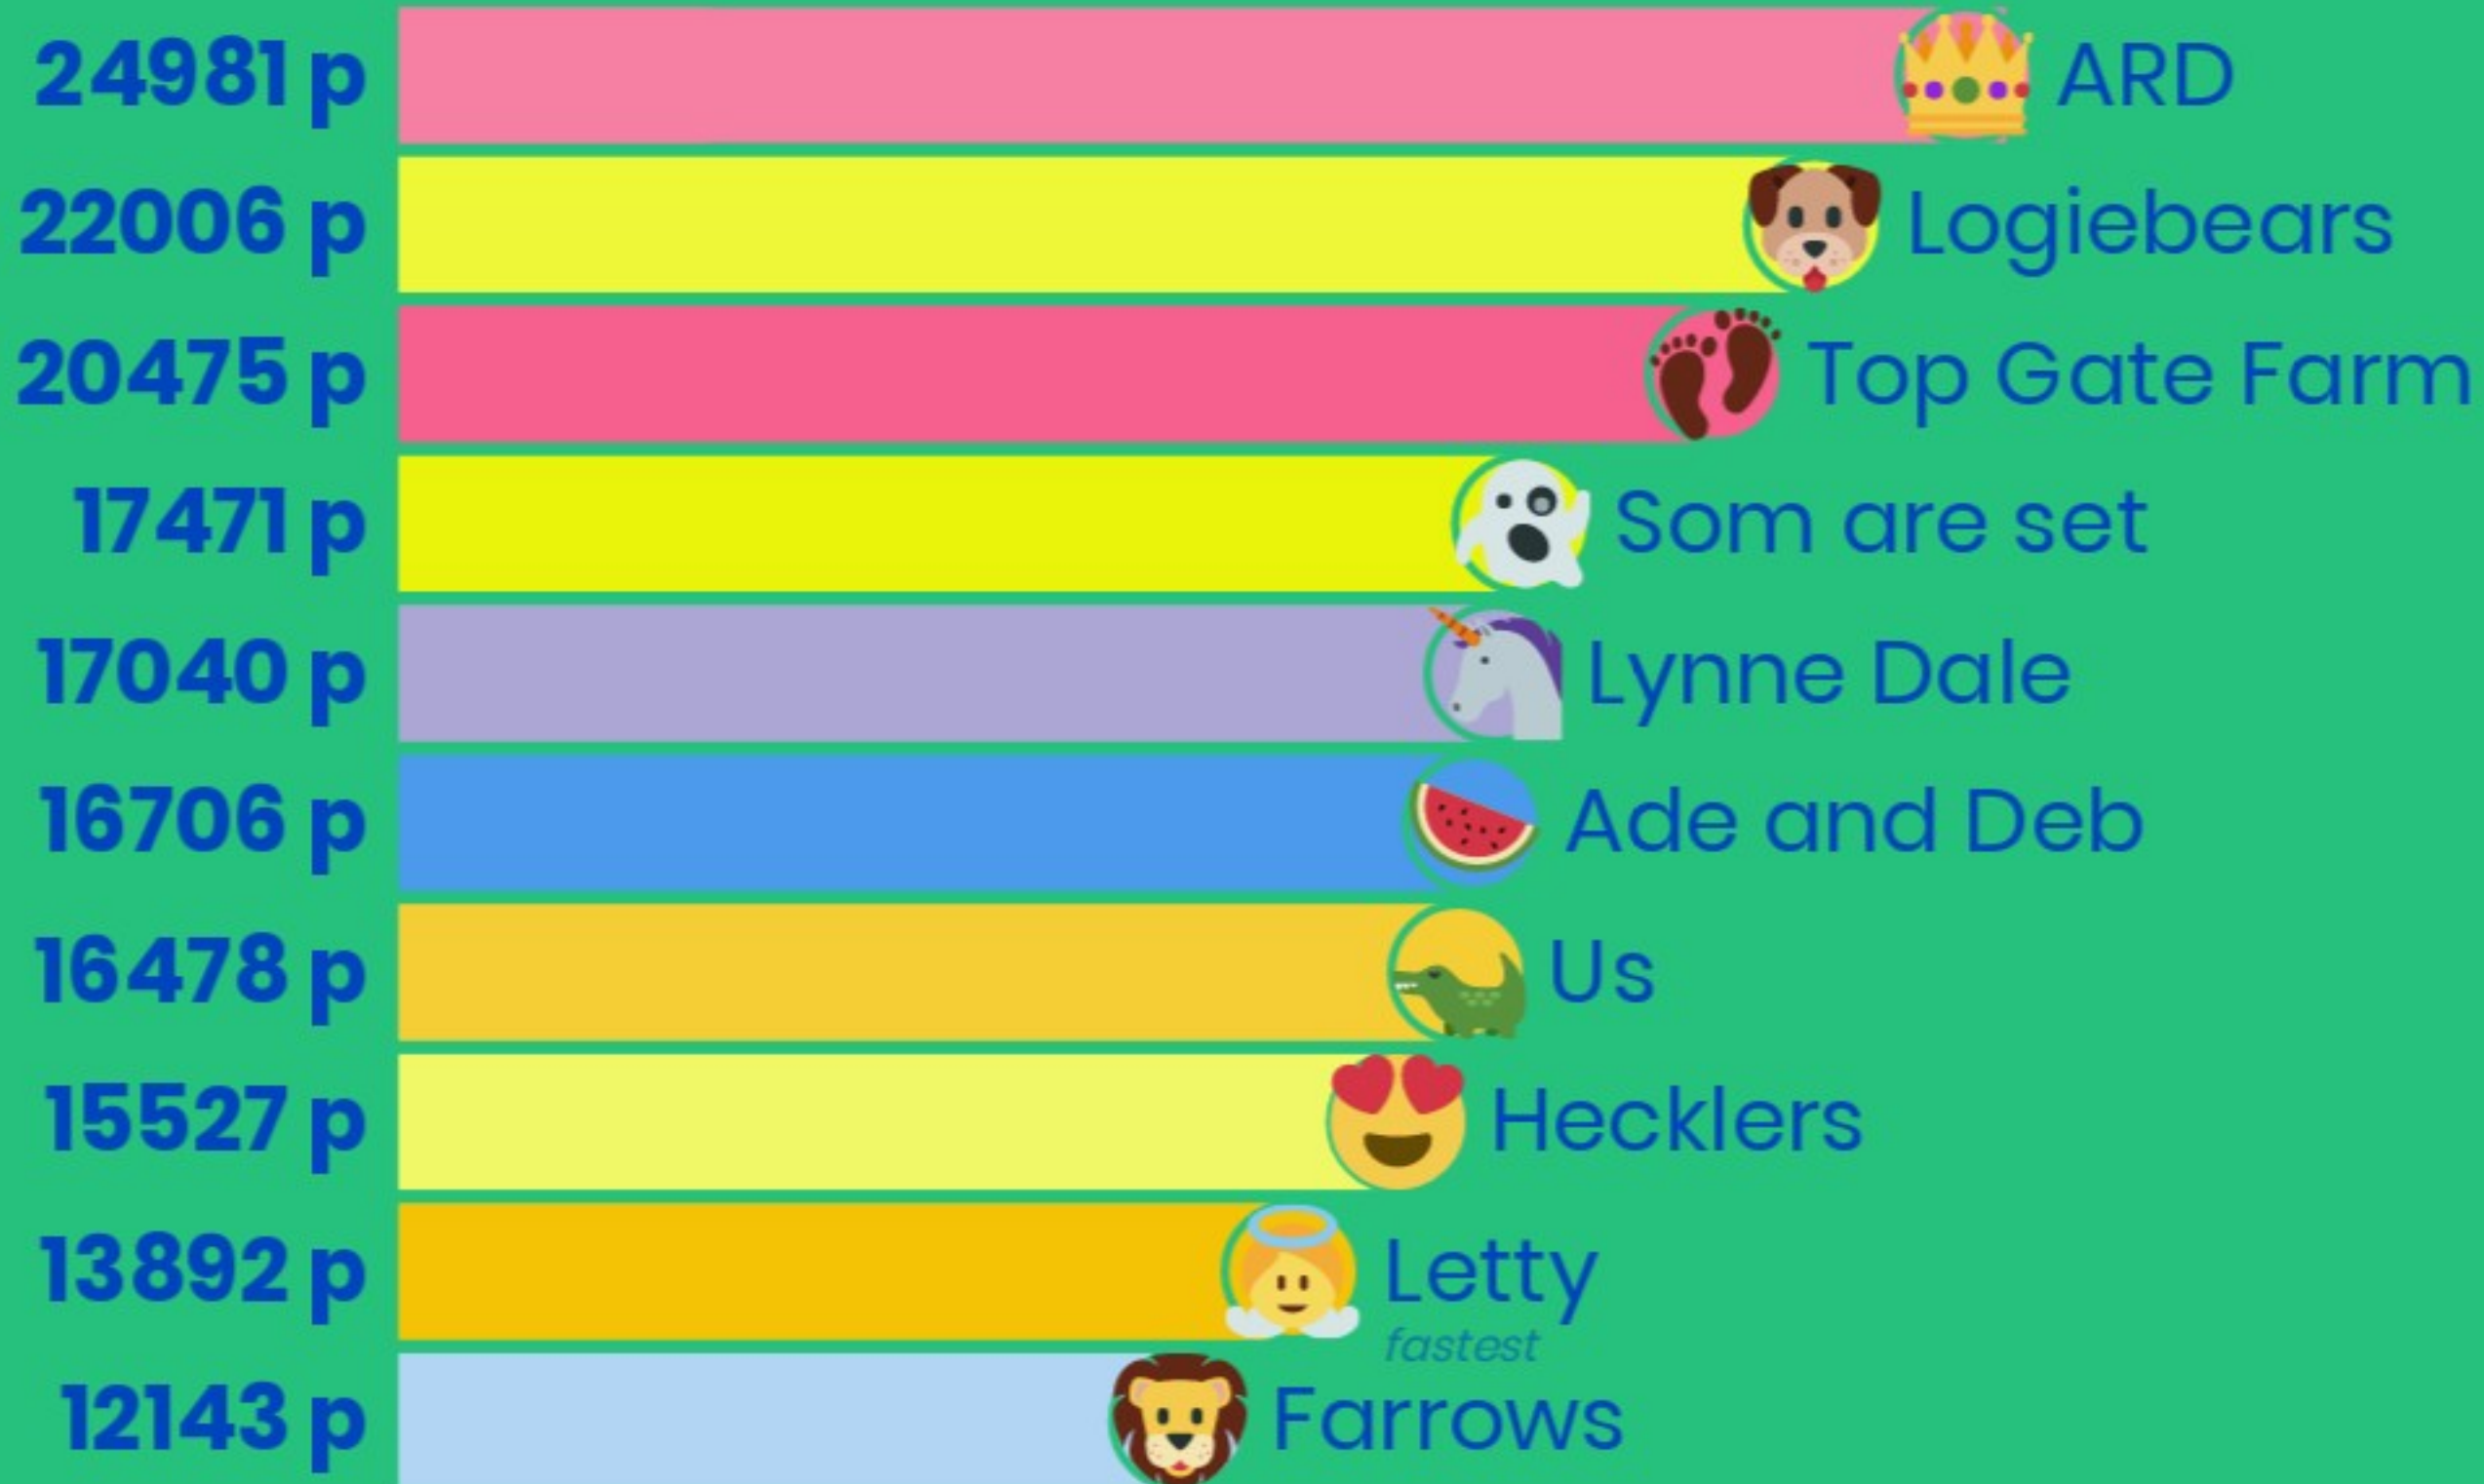 24981 p ARD
22006 p Logiebears
20475 p Top Gate Farm
17471 p Som are set
17040 p Lynne Dale
16706 p Ade and Deb
16478 p Us
15527 p Hecklers
13892 p Letty
fastest
12143 p Farrows